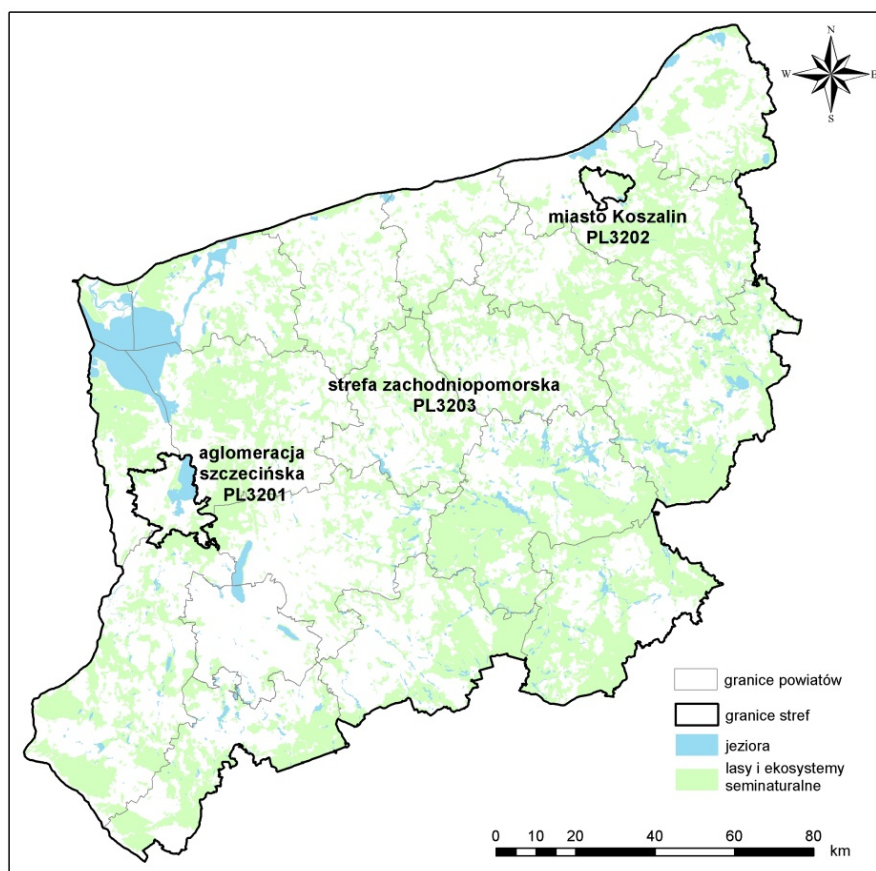 N
W E
S
miasto Koszalin
PL3202
strefa zachodniopomorska
PL3203
aglomeracja
szczecińska
PL3201
granice powiatów
granice stref
jeziora
lasy i ekosystemy
seminaturalne
0 10 20 40 60 80
km